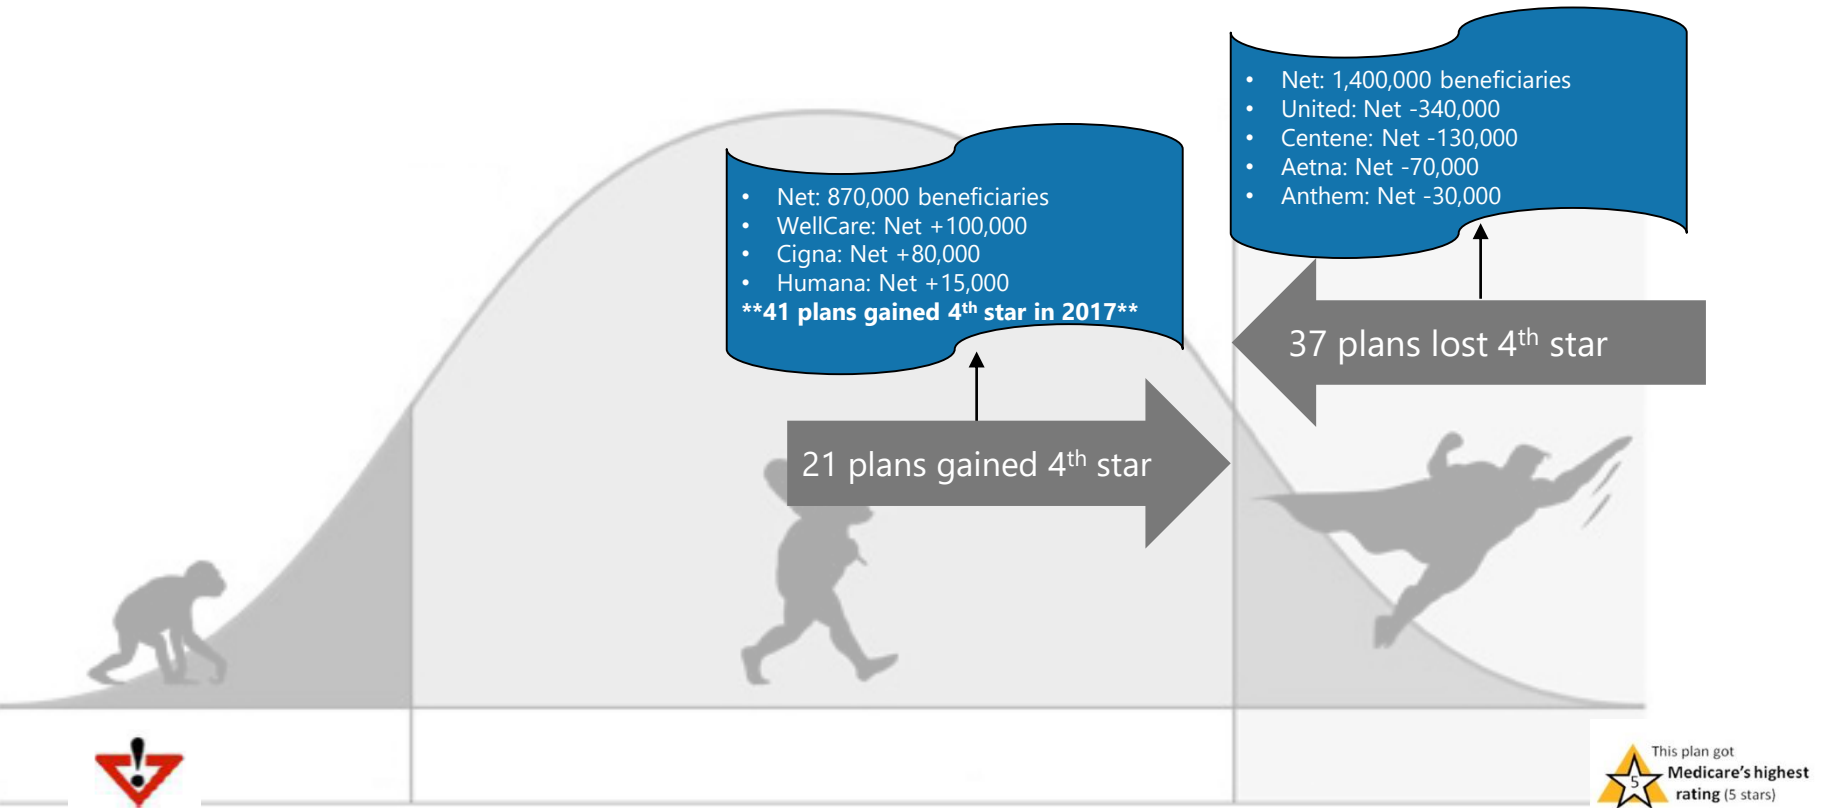 • Net: 1,400,000 beneficiaries
• United: Net -340,000
• Centene: Net -130,000
• Aetna: Net -70,000
• Anthem: Net -30,000
• Net: 870,000 beneficiaries
• WellCare: Net +100,000
• Cigna: Net +80,000
• Humana: Net +15,000
**41 plans gained 4th star in 2017**
37 plans lost 4th star
21 plans gained 4th star
!
This plan got
Medicare's highest
rating (5 stars)
5